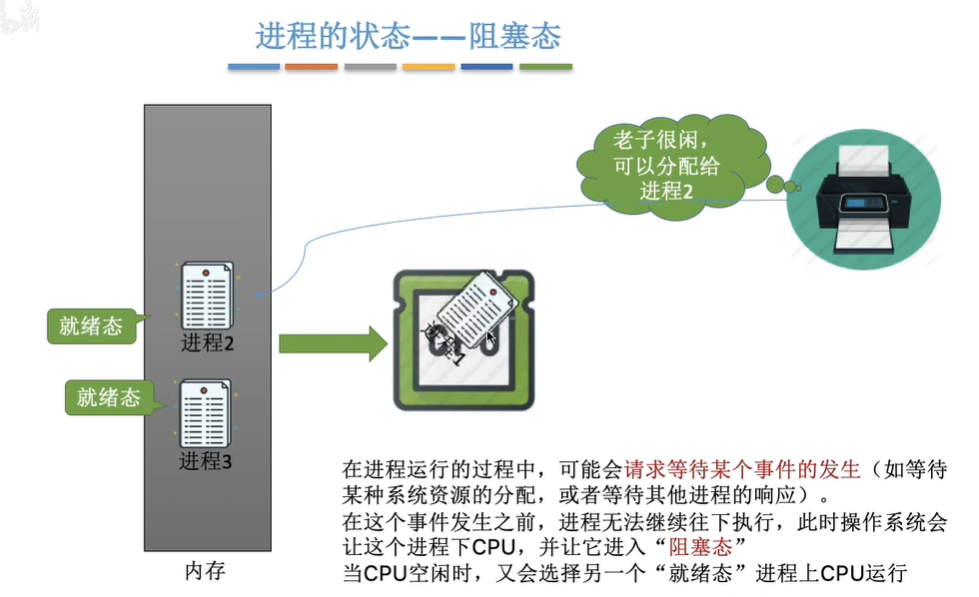 进程的状态——阻塞态
老子很闲，
可以分配给
进程2
就绪态
进程2
进程1
就绪态
进程3
内存
在进程运行的过程中，可能会请求等待某个事件的发生（如等待
某种系统资源的分配，或者等待其他进程的响应）。
在这个事件发生之前，进程无法继续往下执行，此时操作系统会
让这个进程下CPU，并让它进入“阻塞态”
当CPU空闲时，又会选择另一个“就绪态”进程上CPU运行